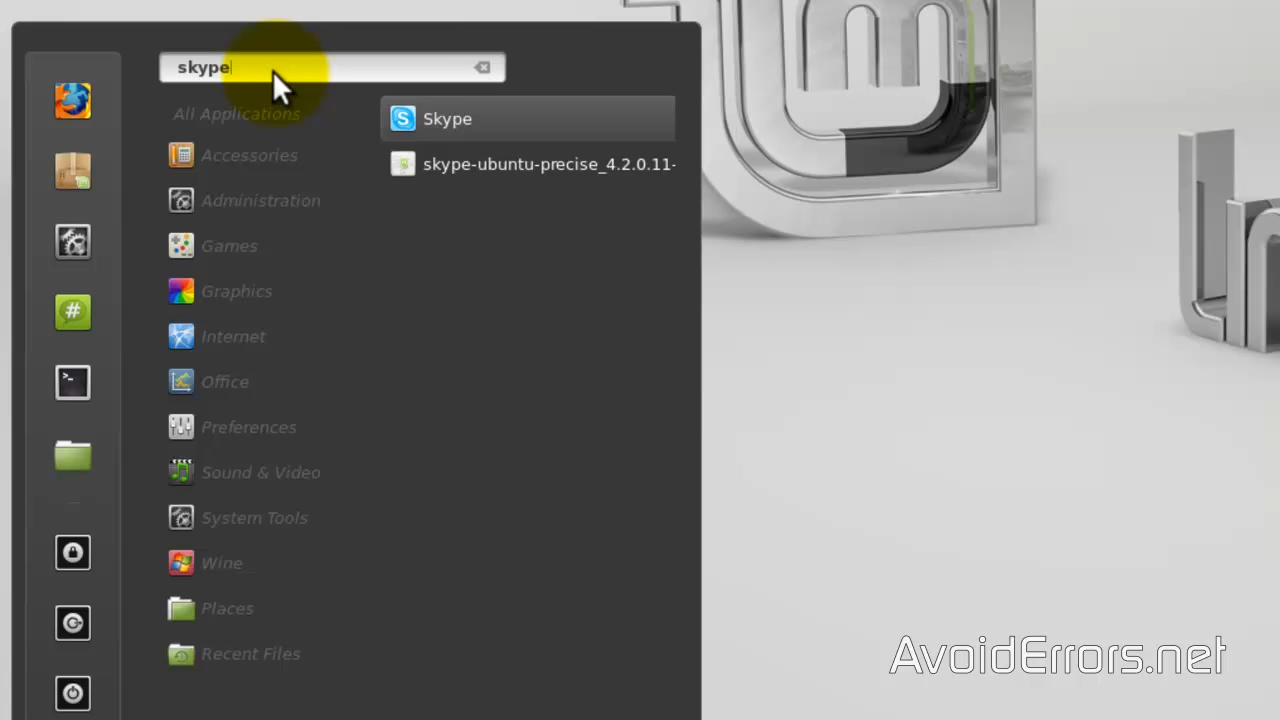 skype
All Applications
Accessories
Administration
Games
Graphics
Internet
Office
Preferences
Sound & Video
System Tools
Wine
Places
Recent Files
Skype
skype-ubuntu-precise_4.2.0.11-
AvoidErrors.net